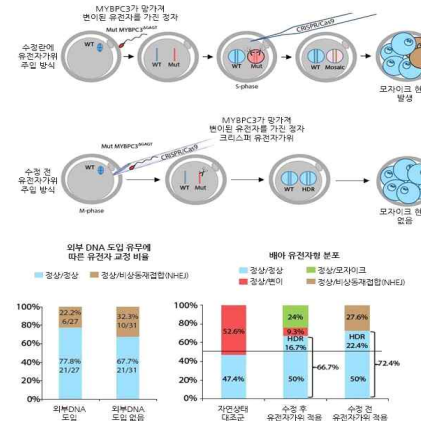 MYBPC3가 망가져
변이된 유전자를 가진 정자
Mut MYBPC3ΔGAGT
CRISPR/Cas9
수정란에
유전자가위
주입 방식
WT
WT
Mut
WT
Mut
WT
Mosaic
S-phase
모자이크 현
발생
MYBPC3가 망가져
변이된 유전자를 가진 정자
크리스퍼 유전자가위
Mut MYBPC3ΔGAGT
CRISPR/Cas9
수정 전
유전자가위
주입 방식
WT
WT
Mut
WT
HDR
M-phase
모자이크 현
없음
외부 DNA 도입 유무에
따른 유전자 교정 비율
정상/정상
정상/비상동재결합(NHEJ)
100%
80%
60%
40%
20%
0%
22.2%
6/27
32.3%
10/31
77.8%
21/27
67.7%
21/31
외부DNA
도입
외부DNA
도입 없음
배아 유전자형 분포
정상/정상
정상/모자이크
정상/변이
정상/비상동재결합(NHEJ)
100%
80%
60%
40%
20%
0%
52.6%
24%
27.6%
9.3%
HDR
16.7%
HDR
22.4%
66.7%
72.4%
47.4%
50%
50%
자연상태
대조군
수정 후
유전자가위 적용
수정 전
유전자가위 적용